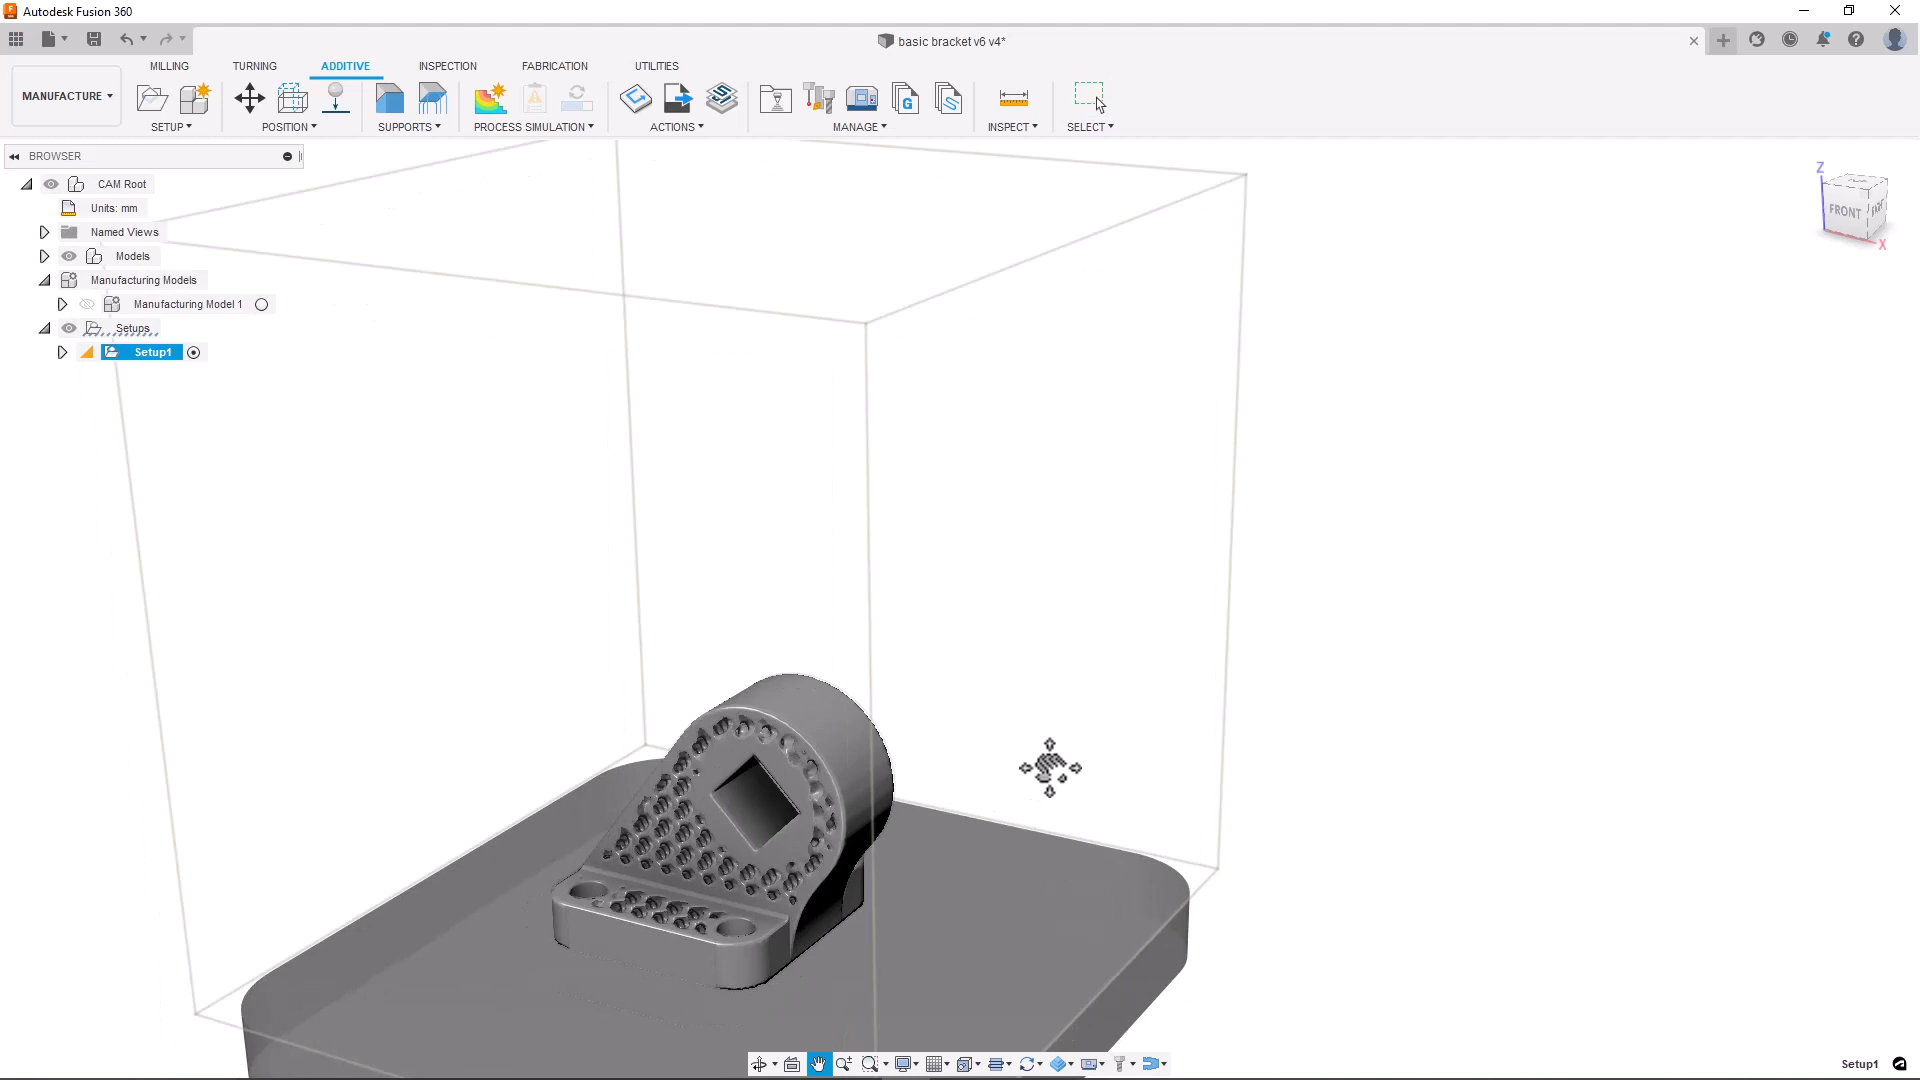 Autodesk Fusion 360
basic bracket v6 v4*
MILLING TURNING ADDITIVE INSPECTION FABRICATION UTILITIES
MANUFACTURE
SETUP POSITION SUPPORTS PROCESS SIMULATION ACTIONS MANAGE INSPECT SELECT
BROWSER
CAM Root
Units: mm
Named Views
Models
Manufacturing Models
Manufacturing Model 1
Setups
Setup1
Z
FRONT
X
Setup1